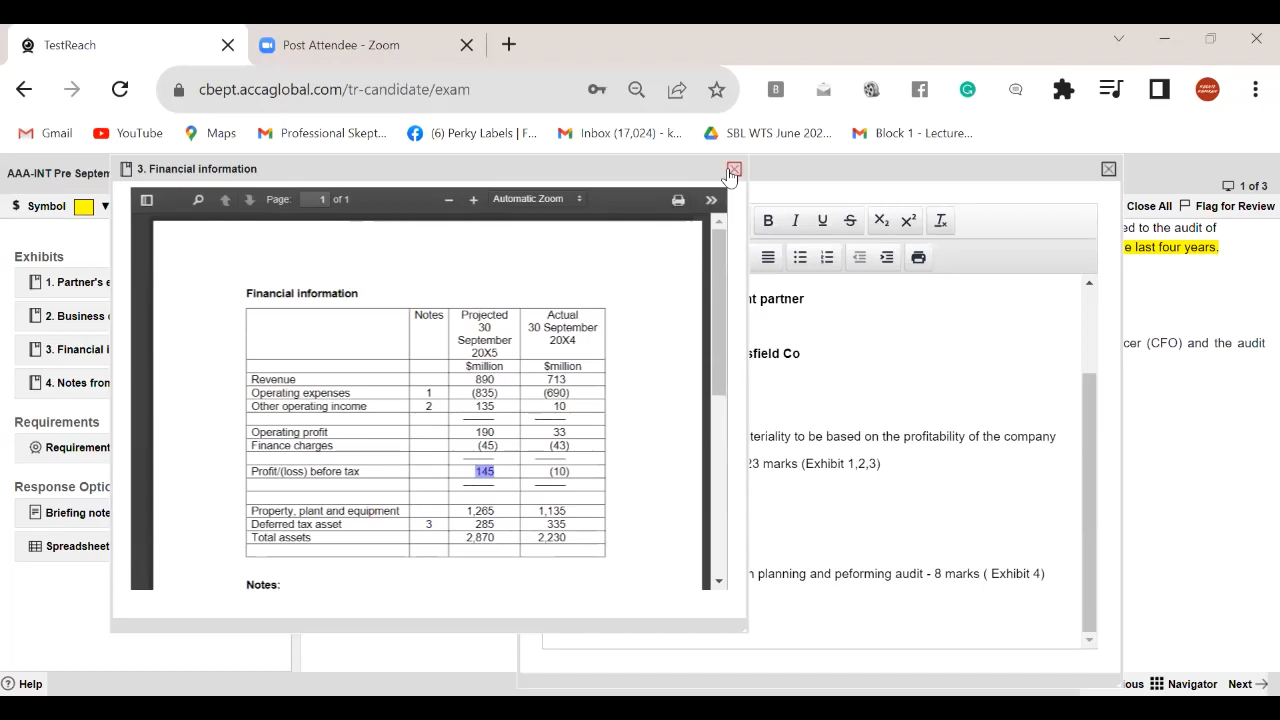 TestReach
Post Attendee - Zoom
cbept.accaglobal.com/tr-candidate/exam
Gmail
YouTube
Maps
Professional Skept...
(6) Perky Labels | F...
Inbox (17,024) - k...
SBL WTS June 202...
Block 1 - Lecture...
AAA-INT Pre Septem
3. Financial information
1 of 3
$ Symbol
Close All
Flag for Review
Page: 1 of 1
Automatic Zoom
B I U S X₂ X² Tx
ed to the audit of
e last four years.
Exhibits
1. Partner's e
2. Business
3. Financial i
4. Notes from
Requirements
Requirement
Response Optio
Briefing note
Spreadsheet
Financial information
Notes Projected 30 September 20X5 Actual 30 September 20X4
$million $million
Revenue 890 713
Operating expenses 1 (835) (690)
Other operating income 2 135 10
Operating profit 190 33
Finance charges (45) (43)
Profit/(loss) before tax 145 (10)
Property, plant and equipment 1,265 1,135
Deferred tax asset 3 285 335
Total assets 2,870 2,230
Notes:
nt partner
sfield Co
teriality to be based on the profitability of the company
23 marks (Exhibit 1,2,3)
n planning and peforming audit - 8 marks ( Exhibit 4)
cer (CFO) and the audit
Help
ious
Navigator
Next